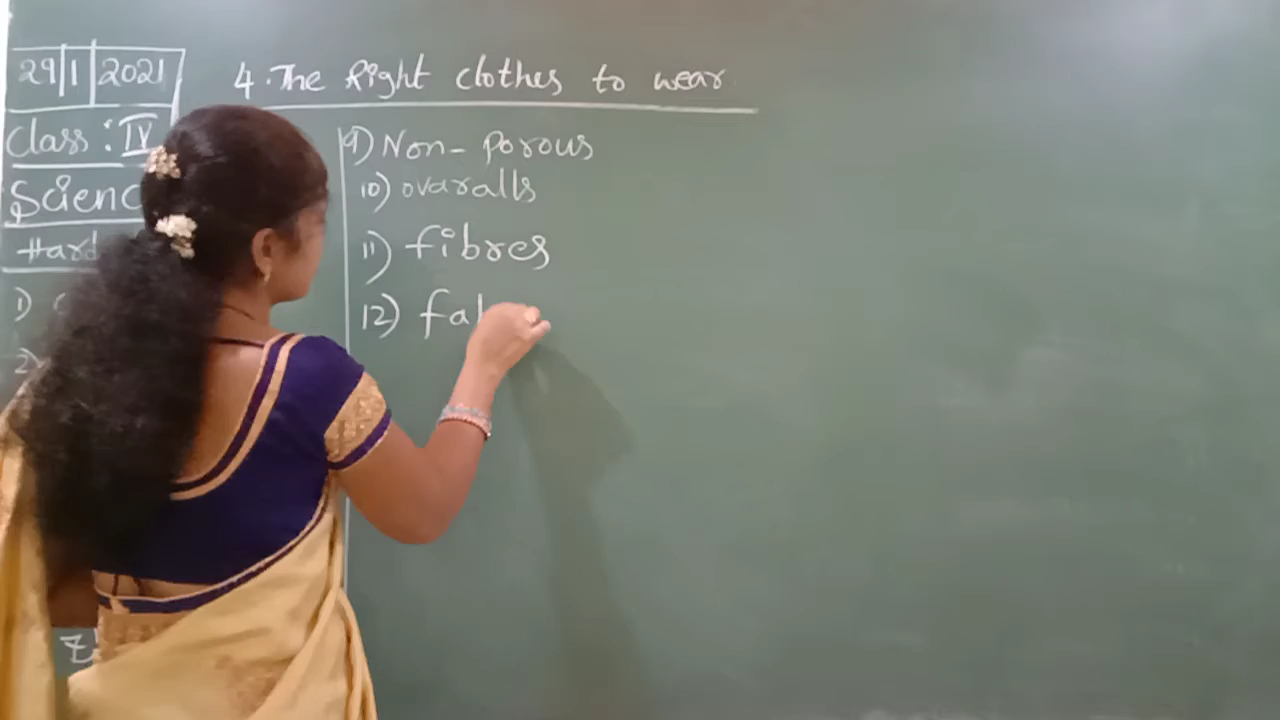 29/1/2021
4. The Right clothes to wear
Class : IV
Scienc
Hard
1)
2)
9) Non-porous
10) ovaralls
11) fibres
12) fab